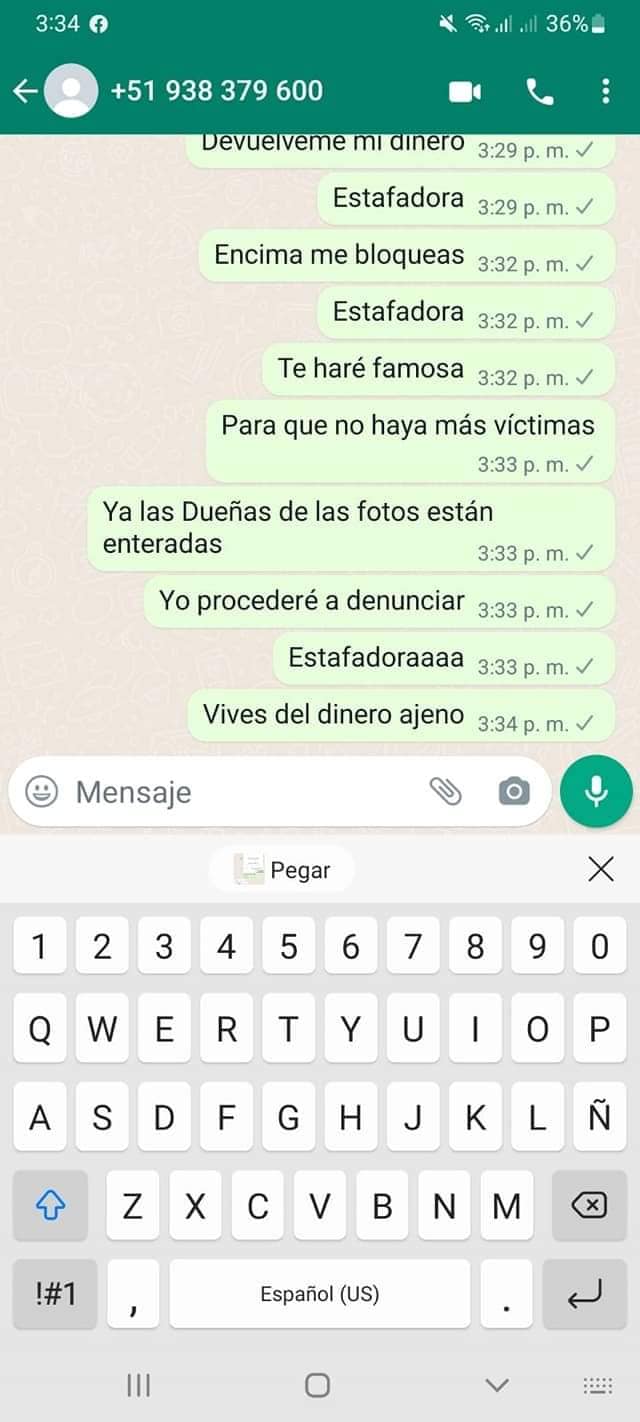 3:34 36%
+51 938 379 600
Devuélveme mi dinero 3:29 p. m.
Estafadora 3:29 p. m.
Encima me bloqueas 3:32 p. m.
Estafadora 3:32 p. m.
Te haré famosa 3:32 p. m.
Para que no haya más víctimas
3:33 p. m.
Ya las Dueñas de las fotos están
enteradas 3:33 p. m.
Yo procederé a denunciar 3:33 p. m.
Estafadoraaaa 3:33 p. m.
Vives del dinero ajeno 3:34 p. m.
Mensaje
Pegar
1 2 3 4 5 6 7 8 9 0
Q W E R T Y U I O P
A S D F G H J K L Ñ
Z X C V B N M
!#1 , Español (US) .